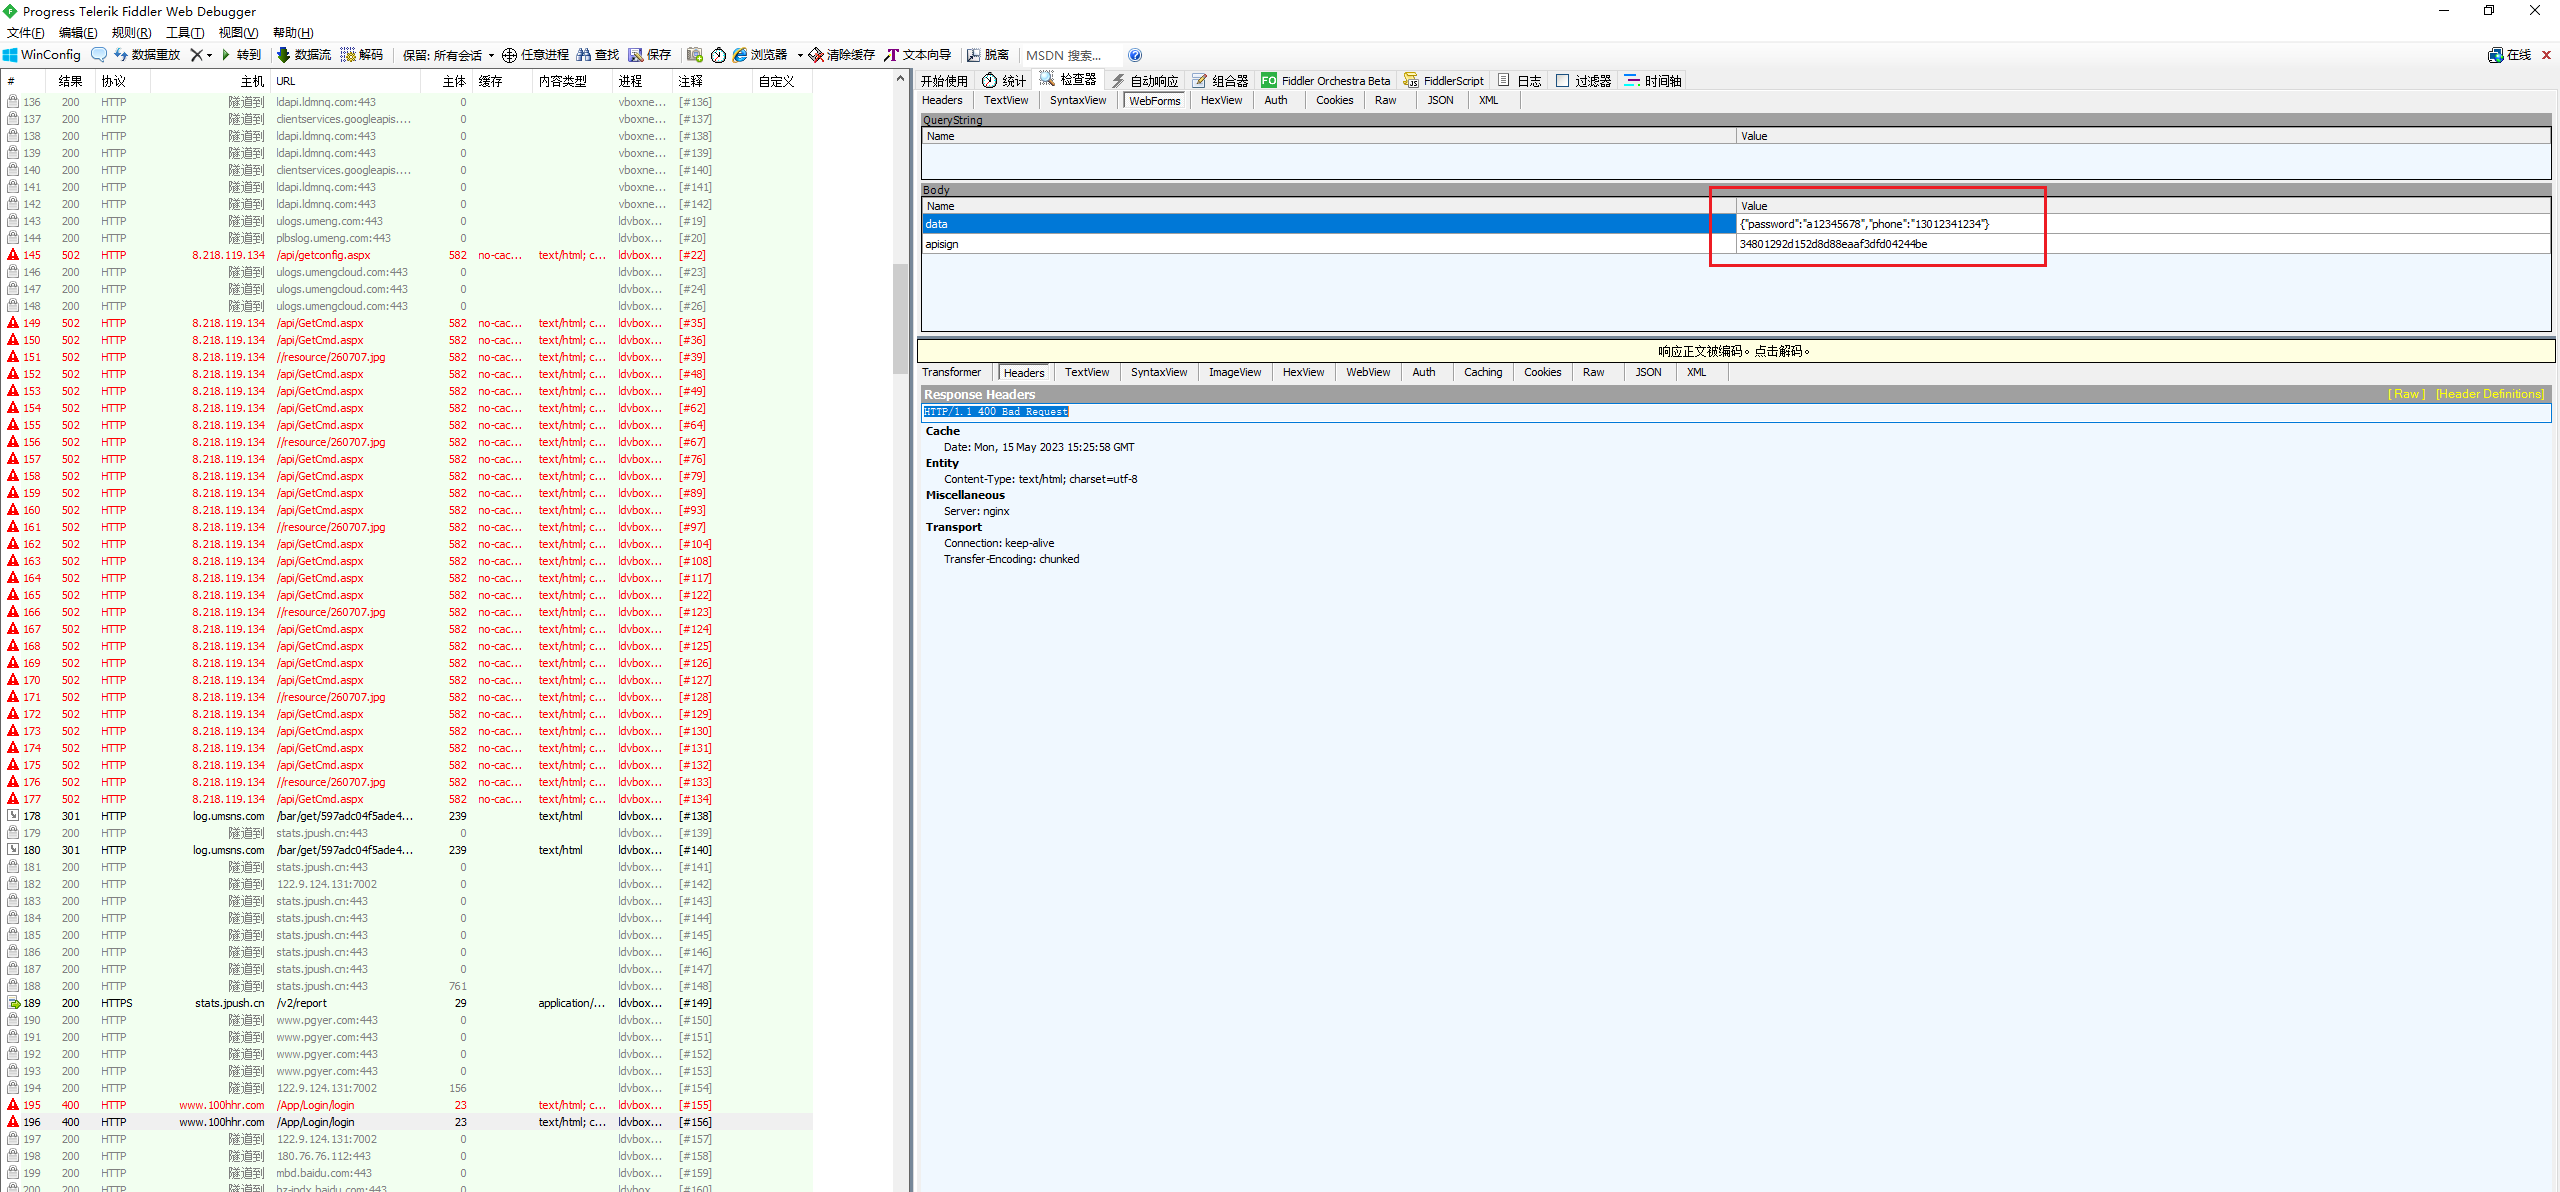 Progress Telerik Fiddler Web Debugger
文件(F) 编辑(E) 规则(R) 工具(T) 视图(V) 帮助(H)
WinConfig 数据重放 转到 数据流 解码 保留: 所有会话 任意进程 查找 保存 浏览器 清除缓存 文本向导 脱离 MSDN 搜索... 在线
# 结果 协议 主机 URL 主体 缓存 内容类型 进程 注释 自定义
136 200 HTTP 隧道到 ldapi.ldmnq.com:443 0 vboxne... [#136]
137 200 HTTP 隧道到 clientservices.googleapis.... 0 vboxne... [#137]
138 200 HTTP 隧道到 ldapi.ldmnq.com:443 0 vboxne... [#138]
139 200 HTTP 隧道到 ldapi.ldmnq.com:443 0 vboxne... [#139]
140 200 HTTP 隧道到 clientservices.googleapis.... 0 vboxne... [#140]
141 200 HTTP 隧道到 ldapi.ldmnq.com:443 0 vboxne... [#141]
142 200 HTTP 隧道到 ldapi.ldmnq.com:443 0 vboxne... [#142]
143 200 HTTP 隧道到 ulogs.umeng.com:443 0 ldvbox... [#19]
144 200 HTTP 隧道到 plbslog.umeng.com:443 0 ldvbox... [#20]
145 502 HTTP 8.218.119.134 /api/getconfig.aspx 582 no-cac... text/html; c... ldvbox... [#22]
146 200 HTTP 隧道到 ulogs.umengcloud.com:443 0 ldvbox... [#23]
147 200 HTTP 隧道到 ulogs.umengcloud.com:443 0 ldvbox... [#24]
148 200 HTTP 隧道到 ulogs.umengcloud.com:443 0 ldvbox... [#26]
149 502 HTTP 8.218.119.134 /api/GetCmd.aspx 582 no-cac... text/html; c... ldvbox... [#35]
150 502 HTTP 8.218.119.134 /api/GetCmd.aspx 582 no-cac... text/html; c... ldvbox... [#36]
151 502 HTTP 8.218.119.134 //resource/260707.jpg 582 no-cac... text/html; c... ldvbox... [#39]
152 502 HTTP 8.218.119.134 /api/GetCmd.aspx 582 no-cac... text/html; c... ldvbox... [#48]
153 502 HTTP 8.218.119.134 /api/GetCmd.aspx 582 no-cac... text/html; c... ldvbox... [#49]
154 502 HTTP 8.218.119.134 /api/GetCmd.aspx 582 no-cac... text/html; c... ldvbox... [#62]
155 502 HTTP 8.218.119.134 /api/GetCmd.aspx 582 no-cac... text/html; c... ldvbox... [#64]
156 502 HTTP 8.218.119.134 //resource/260707.jpg 582 no-cac... text/html; c... ldvbox... [#67]
157 502 HTTP 8.218.119.134 /api/GetCmd.aspx 582 no-cac... text/html; c... ldvbox... [#76]
158 502 HTTP 8.218.119.134 /api/GetCmd.aspx 582 no-cac... text/html; c... ldvbox... [#79]
159 502 HTTP 8.218.119.134 /api/GetCmd.aspx 582 no-cac... text/html; c... ldvbox... [#89]
160 502 HTTP 8.218.119.134 /api/GetCmd.aspx 582 no-cac... text/html; c... ldvbox... [#93]
161 502 HTTP 8.218.119.134 //resource/260707.jpg 582 no-cac... text/html; c... ldvbox... [#97]
162 502 HTTP 8.218.119.134 /api/GetCmd.aspx 582 no-cac... text/html; c... ldvbox... [#104]
163 502 HTTP 8.218.119.134 /api/GetCmd.aspx 582 no-cac... text/html; c... ldvbox... [#108]
164 502 HTTP 8.218.119.134 /api/GetCmd.aspx 582 no-cac... text/html; c... ldvbox... [#117]
165 502 HTTP 8.218.119.134 /api/GetCmd.aspx 582 no-cac... text/html; c... ldvbox... [#122]
166 502 HTTP 8.218.119.134 //resource/260707.jpg 582 no-cac... text/html; c... ldvbox... [#123]
167 502 HTTP 8.218.119.134 /api/GetCmd.aspx 582 no-cac... text/html; c... ldvbox... [#124]
168 502 HTTP 8.218.119.134 /api/GetCmd.aspx 582 no-cac... text/html; c... ldvbox... [#125]
169 502 HTTP 8.218.119.134 /api/GetCmd.aspx 582 no-cac... text/html; c... ldvbox... [#126]
170 502 HTTP 8.218.119.134 /api/GetCmd.aspx 582 no-cac... text/html; c... ldvbox... [#127]
171 502 HTTP 8.218.119.134 //resource/260707.jpg 582 no-cac... text/html; c... ldvbox... [#128]
172 502 HTTP 8.218.119.134 /api/GetCmd.aspx 582 no-cac... text/html; c... ldvbox... [#129]
173 502 HTTP 8.218.119.134 /api/GetCmd.aspx 582 no-cac... text/html; c... ldvbox... [#130]
174 502 HTTP 8.218.119.134 /api/GetCmd.aspx 582 no-cac... text/html; c... ldvbox... [#131]
175 502 HTTP 8.218.119.134 /api/GetCmd.aspx 582 no-cac... text/html; c... ldvbox... [#132]
176 502 HTTP 8.218.119.134 //resource/260707.jpg 582 no-cac... text/html; c... ldvbox... [#133]
177 502 HTTP 8.218.119.134 /api/GetCmd.aspx 582 no-cac... text/html; c... ldvbox... [#134]
178 301 HTTP log.umsns.com /bar/get/597adc04f5ade4... 239 text/html ldvbox... [#138]
179 200 HTTP 隧道到 stats.jpush.cn:443 0 ldvbox... [#139]
180 301 HTTP log.umsns.com /bar/get/597adc04f5ade4... 239 text/html ldvbox... [#140]
181 200 HTTP 隧道到 stats.jpush.cn:443 0 ldvbox... [#141]
182 200 HTTP 隧道到 122.9.124.131:7002 0 ldvbox... [#142]
183 200 HTTP 隧道到 stats.jpush.cn:443 0 ldvbox... [#143]
184 200 HTTP 隧道到 stats.jpush.cn:443 0 ldvbox... [#144]
185 200 HTTP 隧道到 stats.jpush.cn:443 0 ldvbox... [#145]
186 200 HTTP 隧道到 stats.jpush.cn:443 0 ldvbox... [#146]
187 200 HTTP 隧道到 stats.jpush.cn:443 0 ldvbox... [#147]
188 200 HTTP 隧道到 stats.jpush.cn:443 761 ldvbox... [#148]
189 200 HTTPS stats.jpush.cn /v2/report 29 application/... ldvbox... [#149]
190 200 HTTP 隧道到 www.pgyer.com:443 0 ldvbox... [#150]
191 200 HTTP 隧道到 www.pgyer.com:443 0 ldvbox... [#151]
192 200 HTTP 隧道到 www.pgyer.com:443 0 ldvbox... [#152]
193 200 HTTP 隧道到 www.pgyer.com:443 0 ldvbox... [#153]
194 200 HTTP 隧道到 122.9.124.131:7002 156 ldvbox... [#154]
195 400 HTTP www.100hhr.com /App/Login/login 23 text/html; c... ldvbox... [#155]
196 400 HTTP www.100hhr.com /App/Login/login 23 text/html; c... ldvbox... [#156]
197 200 HTTP 隧道到 122.9.124.131:7002 0 ldvbox... [#157]
198 200 HTTP 隧道到 180.76.76.112:443 0 ldvbox... [#158]
199 200 HTTP 隧道到 mbd.baidu.com:443 0 ldvbox... [#159]
200 200 HTTP 隧道到 hz-indx.baidu.com:443 0 ldvbox... [#160]
开始使用 统计 检查器 自动响应 组合器 FO Fiddler Orchestra Beta FiddlerScript 日志 过滤器 时间轴
Headers TextView SyntaxView WebForms HexView Auth Cookies Raw JSON XML
QueryString
Name Value
Body
Name Value
data {"password":"a12345678","phone":"13012341234"}
apisign 34801292d152d8d88eaaf3dfd04244be
响应正文被编码。点击解码。
Transformer Headers TextView SyntaxView ImageView HexView WebView Auth Caching Cookies Raw JSON XML
Response Headers [ Raw ] [Header Definitions]
HTTP/1.1 400 Bad Request
Cache
Date: Mon, 15 May 2023 15:25:58 GMT
Entity
Content-Type: text/html; charset=utf-8
Miscellaneous
Server: nginx
Transport
Connection: keep-alive
Transfer-Encoding: chunked